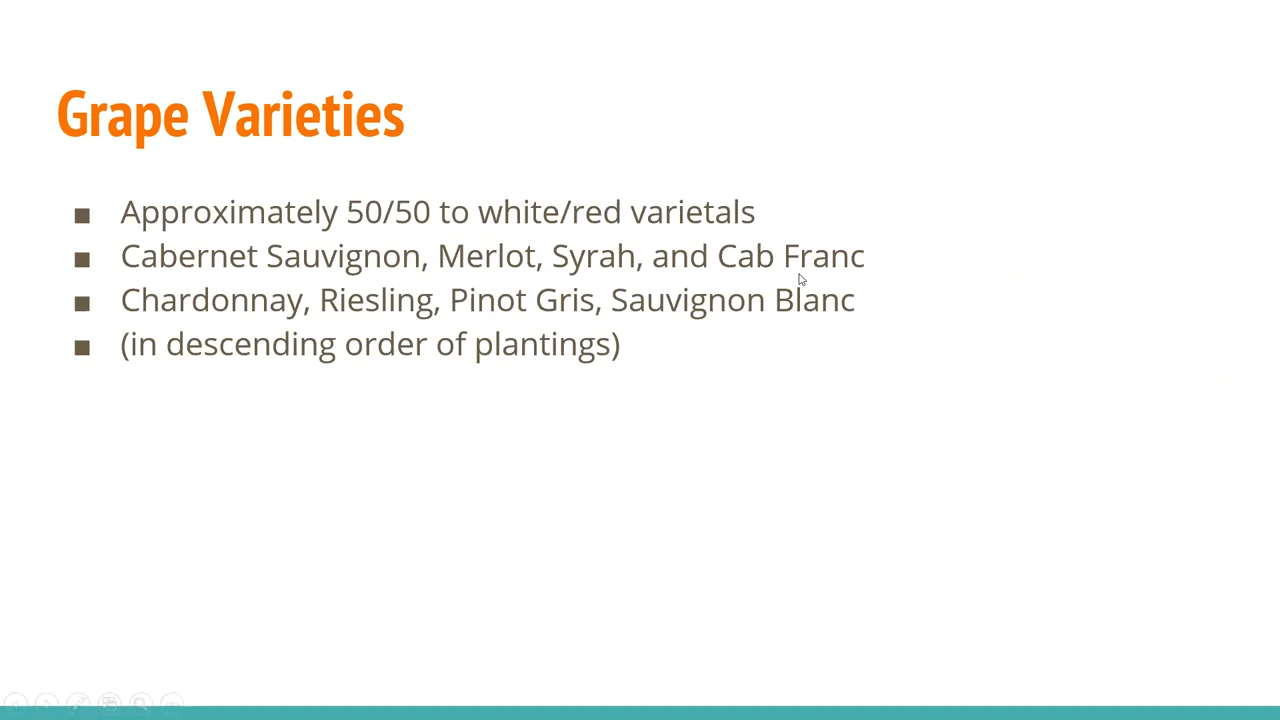 Grape Varieties
■ Approximately 50/50 to white/red varietals
■ Cabernet Sauvignon, Merlot, Syrah, and Cab Franc
■ Chardonnay, Riesling, Pinot Gris, Sauvignon Blanc
■ (in descending order of plantings)